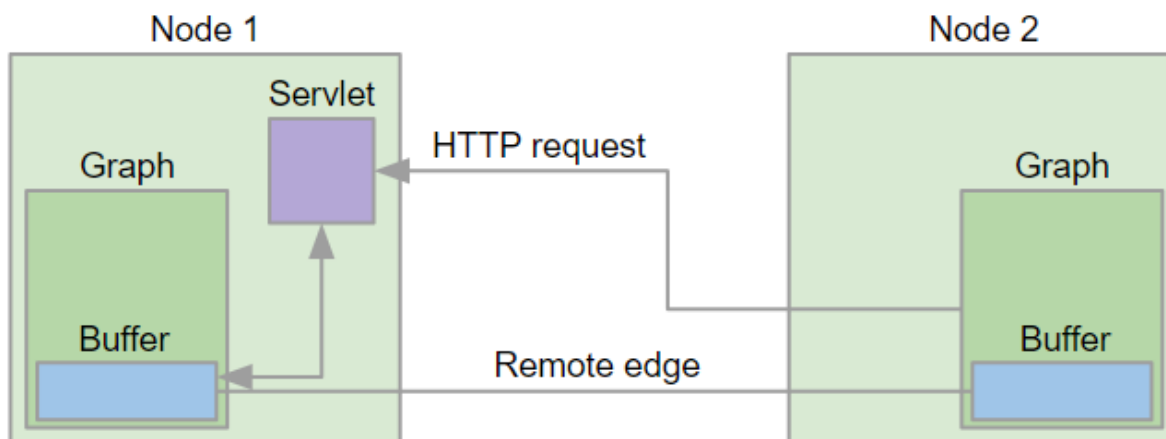 Node 1
Node 2
Servlet
HTTP request
Graph
Graph
Buffer
Buffer
Remote edge